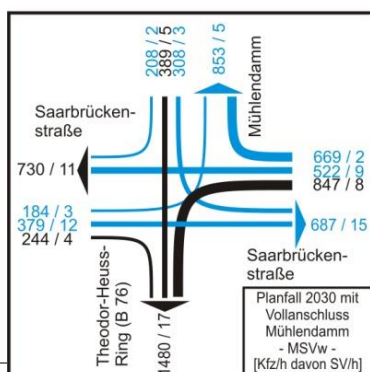 208 / 2
389 / 5
308 / 3
853 / 5
Mühlendamm
Saarbrücken-
straße
730 / 11
669 / 2
522 / 9
847 / 8
184 / 3
379 / 12
244 / 4
687 / 15
Saarbrücken-
straße
Theodor-Heuss-
Ring (B 76)
1480 / 17
Planfall 2030 mit
Vollanschluss
Mühlendamm
- MSVw -
[Kfz/h davon SV/h]